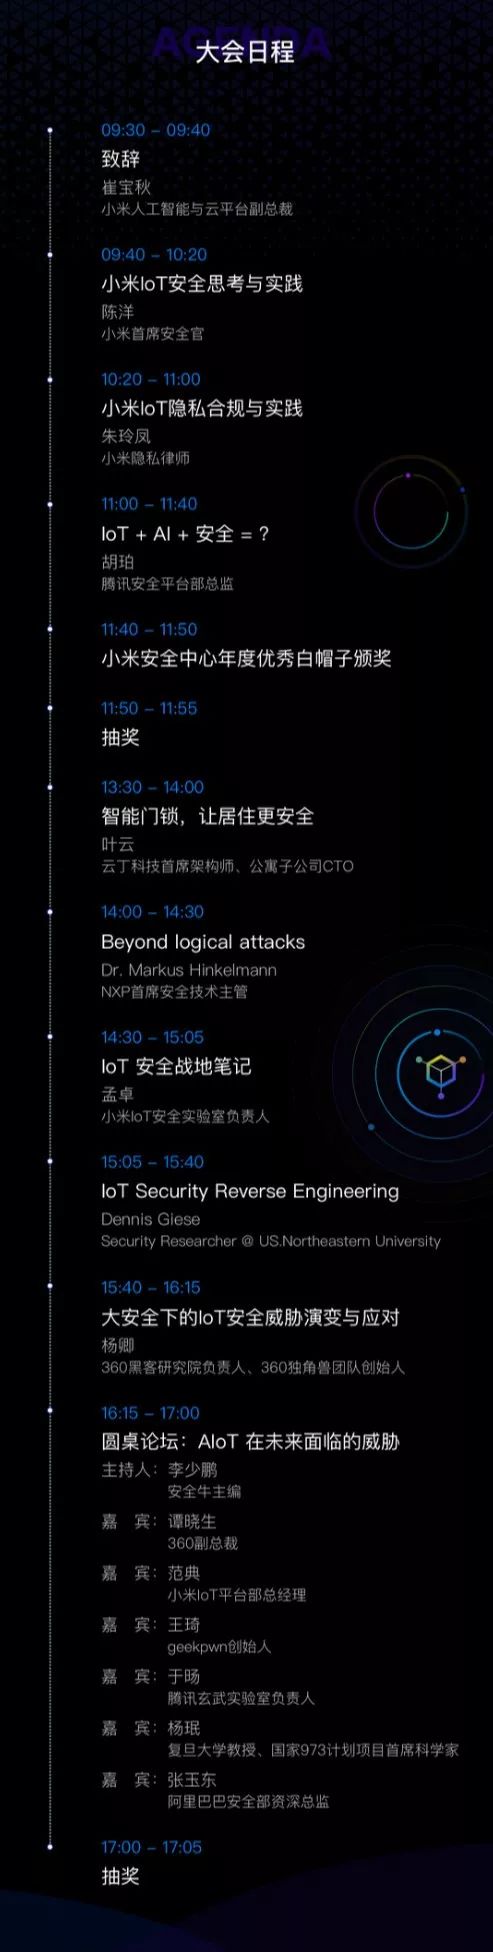 AGENDA
大会日程
09:30 – 09:40
致辞
崔宝秋
小米人工智能与云平台副总裁
09:40 – 10:20
小米IoT安全思考与实践
陈洋
小米首席安全官
10:20 – 11:00
小米IoT隐私合规与实践
朱玲凤
小米隐私律师
11:00 – 11:40
IoT + AI + 安全 = ?
胡珀
腾讯安全平台部总监
11:40 – 11:50
小米安全中心年度优秀白帽子颁奖
11:50 – 11:55
抽奖
13:30 – 14:00
智能门锁，让居住更安全
叶云
云丁科技首席架构师、公寓子公司CTO
14:00 – 14:30
Beyond logical attacks
Dr. Markus Hinkelmann
NXP首席安全技术主管
14:30 – 15:05
IoT 安全战地笔记
孟卓
小米IoT安全实验室负责人
15:05 – 15:40
IoT Security Reverse Engineering
Dennis Giese
Security Researcher @ US.Northeastern University
15:40 – 16:15
大安全下的IoT安全威胁演变与应对
杨卿
360黑客研究院负责人、360独角兽团队创始人
16:15 – 17:00
圆桌论坛：AIoT 在未来面临的威胁
主持人：李少鹏
安全牛主编
嘉 宾：谭晓生
360副总裁
嘉 宾：范典
小米IoT平台部总经理
嘉 宾：王琦
geekpwn创始人
嘉 宾：于旸
腾讯玄武实验室负责人
嘉 宾：杨珉
复旦大学教授、国家973计划项目首席科学家
嘉 宾：张玉东
阿里巴巴安全部资深总监
17:00 – 17:05
抽奖